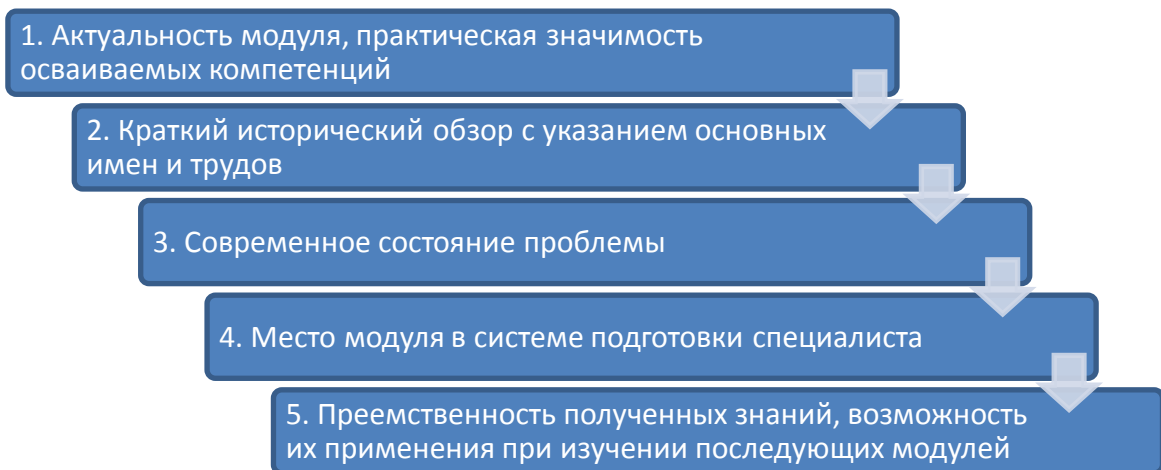 1. Актуальность модуля, практическая значимость
осваиваемых компетенций
2. Краткий исторический обзор с указанием основных
имен и трудов
3. Современное состояние проблемы
4. Место модуля в системе подготовки специалиста
5. Преемственность полученных знаний, возможность
их применения при изучении последующих модулей